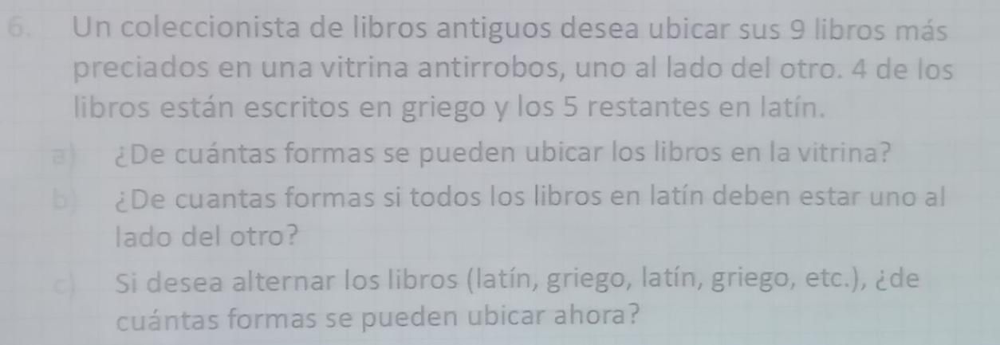 6. Un coleccionista de libros antiguos desea ubicar sus 9 libros más
preciados en una vitrina antirrobos, uno al lado del otro. 4 de los
libros están escritos en griego y los 5 restantes en latín.
a) ¿De cuántas formas se pueden ubicar los libros en la vitrina?
b) ¿De cuantas formas si todos los libros en latín deben estar uno al
lado del otro?
c) Si desea alternar los libros (latín, griego, latín, griego, etc.), ¿de
cuántas formas se pueden ubicar ahora?